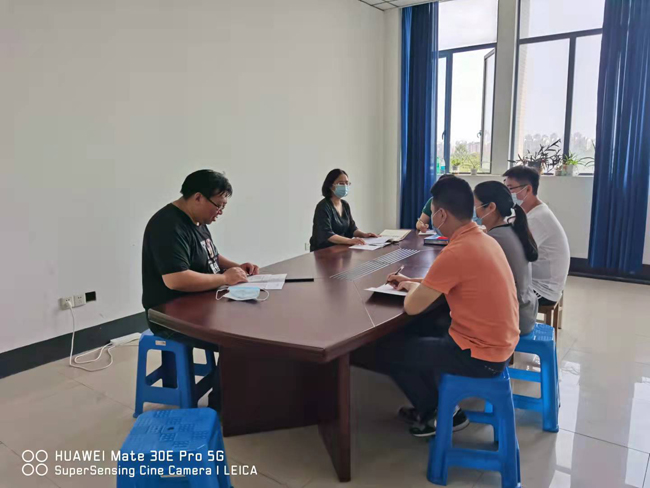 HUAWEI Mate 30E Pro 5G
SuperSensing Cine Camera | LEICA